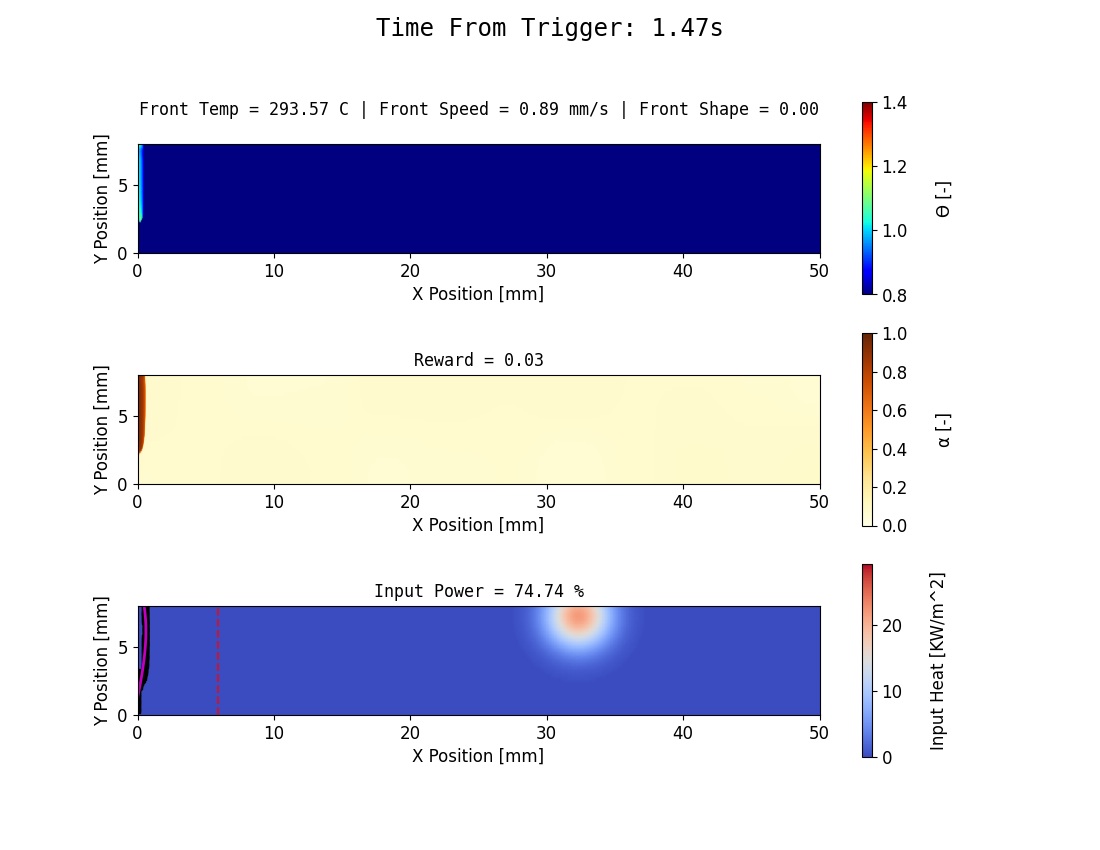 Time From Trigger: 1.47s
Front Temp = 293.57 C | Front Speed = 0.89 mm/s | Front Shape = 0.00
Y Position [mm]
5
0
0 10 20 30 40 50
X Position [mm]
1.4
1.2
1.0
0.8
Θ [-]
Reward = 0.03
Y Position [mm]
5
0
0 10 20 30 40 50
X Position [mm]
1.0
0.8
0.6
0.4
0.2
0.0
α [-]
Input Power = 74.74 %
Y Position [mm]
5
0
0 10 20 30 40 50
X Position [mm]
20
10
0
Input Heat [KW/m^2]